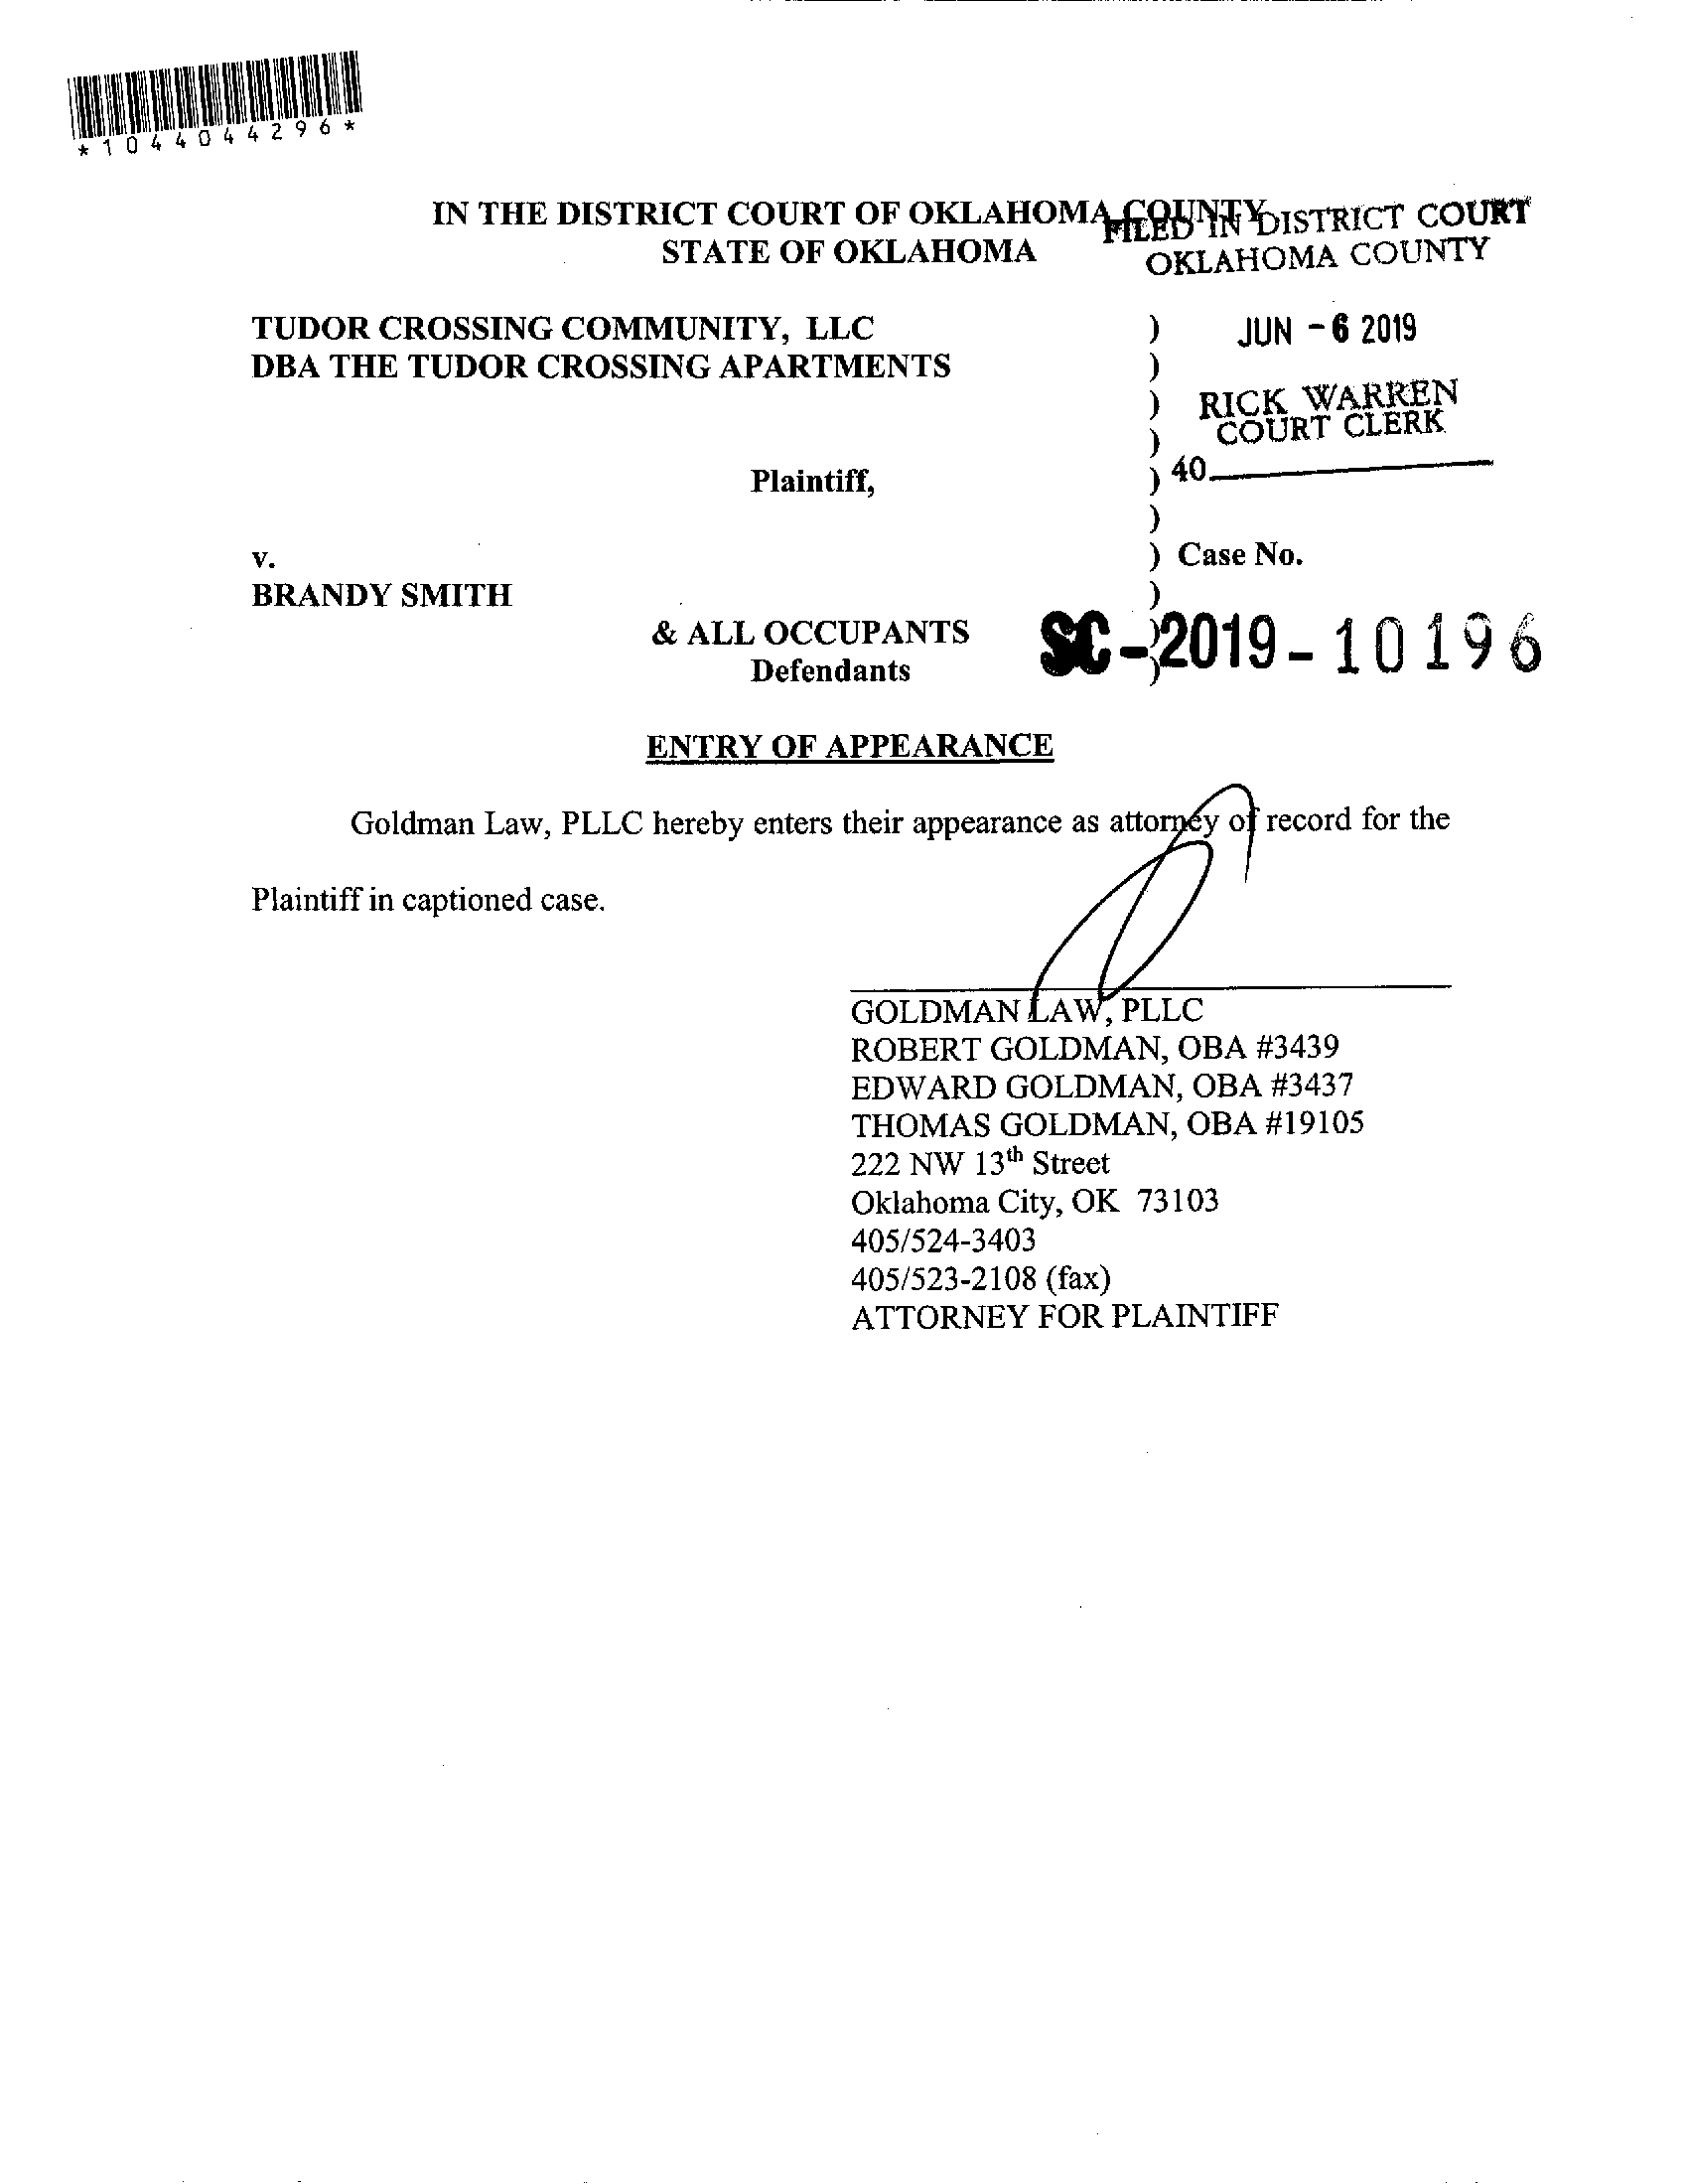 *1044044296*
IN THE DISTRICT COURT OF OKLAHOMA COUNTY
STATE OF OKLAHOMA
FILED IN DISTRICT COURT
OKLAHOMA COUNTY
JUN -6 2019
RICK WARREN
COURT CLERK
40
TUDOR CROSSING COMMUNITY, LLC )
DBA THE TUDOR CROSSING APARTMENTS )
)
)
Plaintiff, )
)
v. ) Case No.
BRANDY SMITH )
& ALL OCCUPANTS )
Defendants )
SC-2019-10196
ENTRY OF APPEARANCE
Goldman Law, PLLC hereby enters their appearance as attorney of record for the
Plaintiff in captioned case.
GOLDMAN LAW, PLLC
ROBERT GOLDMAN, OBA #3439
EDWARD GOLDMAN, OBA #3437
THOMAS GOLDMAN, OBA #19105
222 NW 13th Street
Oklahoma City, OK 73103
405/524-3403
405/523-2108 (fax)
ATTORNEY FOR PLAINTIFF